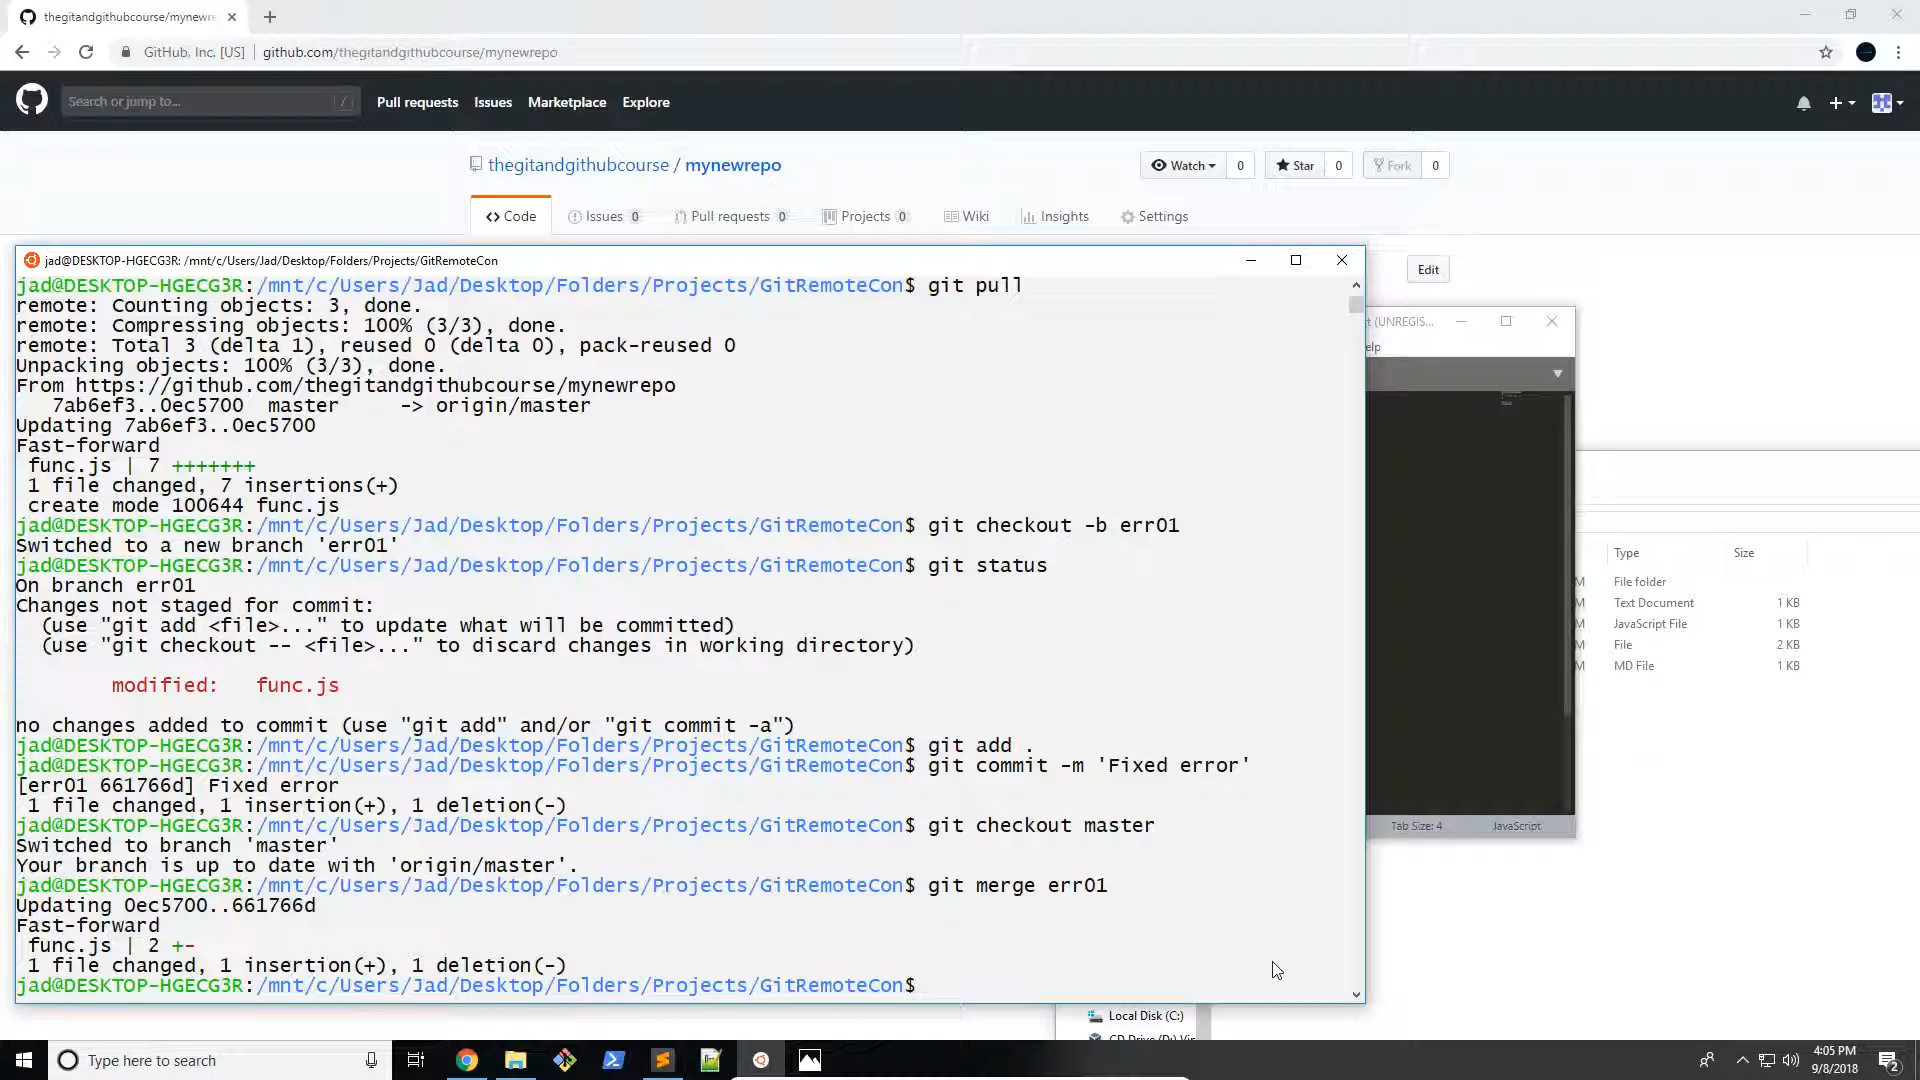 thegitandgithubcourse/mynewre
GitHub, Inc. [US] github.com/thegitandgithubcourse/mynewrepo
Search or jump to... / Pull requests Issues Marketplace Explore
thegitandgithubcourse / mynewrepo Watch 0 Star 0 Fork 0
Code Issues 0 Pull requests 0 Projects 0 Wiki Insights Settings
jad@DESKTOP-HGECG3R: /mnt/c/Users/Jad/Desktop/Folders/Projects/GitRemoteCon
Edit
jad@DESKTOP-HGECG3R:/mnt/c/Users/Jad/Desktop/Folders/Projects/GitRemoteCon$ git pull
remote: Counting objects: 3, done.
remote: Compressing objects: 100% (3/3), done.
remote: Total 3 (delta 1), reused 0 (delta 0), pack-reused 0
Unpacking objects: 100% (3/3), done.
From https://github.com/thegitandgithubcourse/mynewrepo
7ab6ef3..0ec5700 master -> origin/master
Updating 7ab6ef3..0ec5700
Fast-forward
func.js | 7 +++++++
1 file changed, 7 insertions(+)
create mode 100644 func.js
jad@DESKTOP-HGECG3R:/mnt/c/Users/Jad/Desktop/Folders/Projects/GitRemoteCon$ git checkout -b err01
Switched to a new branch 'err01'
jad@DESKTOP-HGECG3R:/mnt/c/Users/Jad/Desktop/Folders/Projects/GitRemoteCon$ git status
On branch err01
Changes not staged for commit:
(use "git add <file>..." to update what will be committed)
(use "git checkout -- <file>..." to discard changes in working directory)
modified: func.js
no changes added to commit (use "git add" and/or "git commit -a")
jad@DESKTOP-HGECG3R:/mnt/c/Users/Jad/Desktop/Folders/Projects/GitRemoteCon$ git add .
jad@DESKTOP-HGECG3R:/mnt/c/Users/Jad/Desktop/Folders/Projects/GitRemoteCon$ git commit -m 'Fixed error'
[err01 661766d] Fixed error
1 file changed, 1 insertion(+), 1 deletion(-)
jad@DESKTOP-HGECG3R:/mnt/c/Users/Jad/Desktop/Folders/Projects/GitRemoteCon$ git checkout master
Switched to branch 'master'
Your branch is up to date with 'origin/master'.
jad@DESKTOP-HGECG3R:/mnt/c/Users/Jad/Desktop/Folders/Projects/GitRemoteCon$ git merge err01
Updating 0ec5700..661766d
Fast-forward
func.js | 2 +-
1 file changed, 1 insertion(+), 1 deletion(-)
jad@DESKTOP-HGECG3R:/mnt/c/Users/Jad/Desktop/Folders/Projects/GitRemoteCon$
t (UNREGIS...
elp
Tab Size: 4 JavaScript
Type Size
M File folder
M Text Document 1 KB
M JavaScript File 1 KB
M File 2 KB
M MD File 1 KB
Local Disk (C:)
Type here to search
4:05 PM
9/8/2018
2